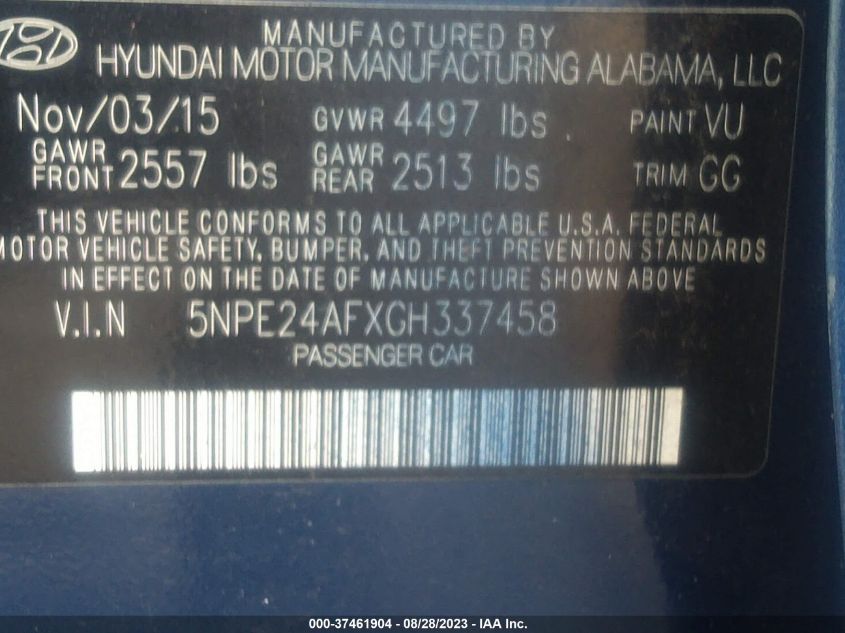 MANUFACTURED BY
HYUNDAI MOTOR MANUFACTURING ALABAMA, LLC
Nov/03/15 GVWR 4497 lbs PAINT VU
GAWR FRONT 2557 lbs GAWR REAR 2513 lbs TRIM GG
THIS VEHICLE CONFORMS TO ALL APPLICABLE U.S.A. FEDERAL
MOTOR VEHICLE SAFETY, BUMPER, AND THEFT PREVENTION STANDARDS
IN EFFECT ON THE DATE OF MANUFACTURE SHOWN ABOVE
V.I.N 5NPE24AFXGH337458
PASSENGER CAR
000-37461904 - 08/28/2023 - IAA Inc.